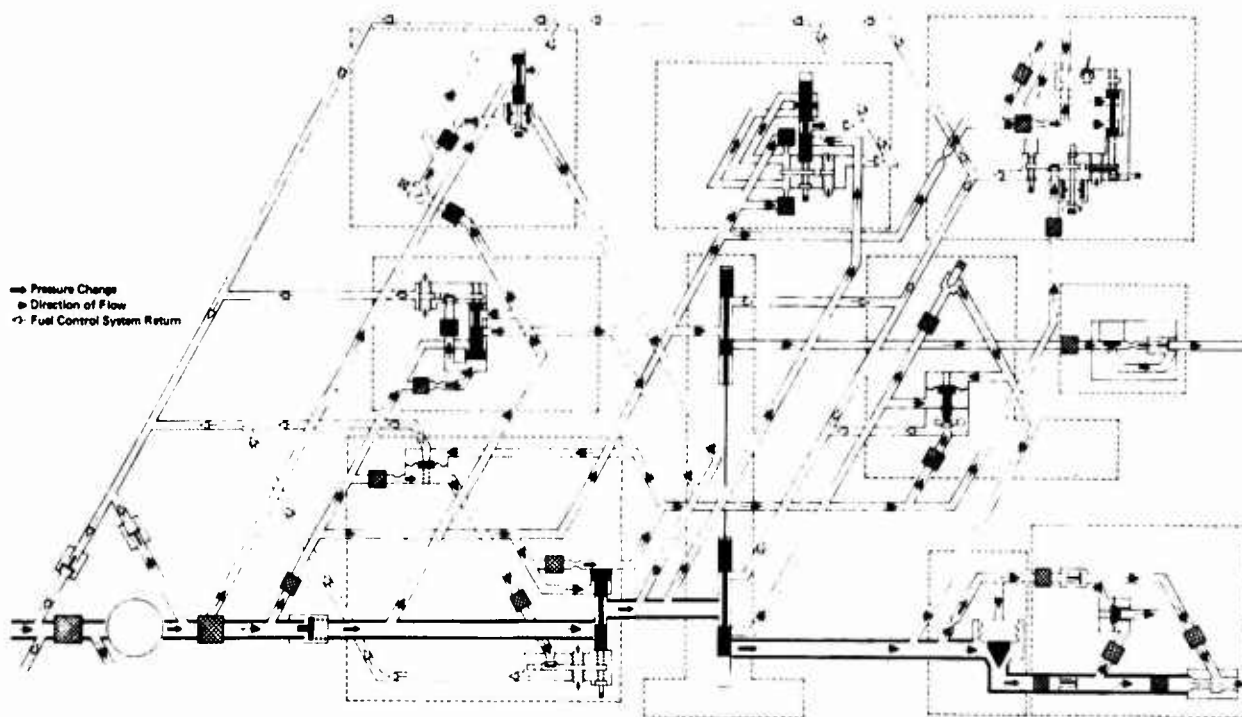 Pressure Change
Direction of Flow
Fuel Control System Return